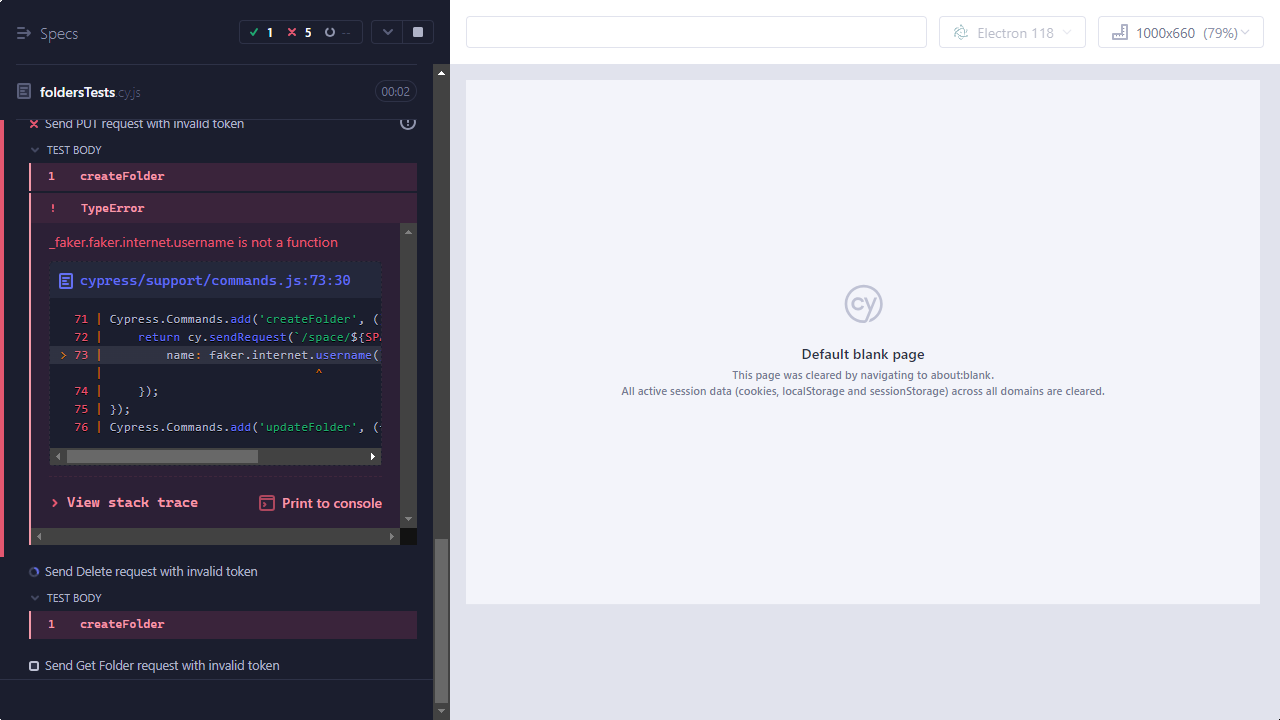 Specs
1 5 --
foldersTests.cy.js 00:02
Send PUT request with invalid token
TEST BODY
1 createFolder
! TypeError
_faker.faker.internet.username is not a function
cypress/support/commands.js:73:30
71 | Cypress.Commands.add('createFolder', (
72 | return cy.sendRequest(`/space/${SPA
> 73 | name: faker.internet.username(
| ^
74 | });
75 | });
76 | Cypress.Commands.add('updateFolder', (
View stack trace Print to console
Send Delete request with invalid token
TEST BODY
1 createFolder
Send Get Folder request with invalid token
Electron 118
1000x660 (79%)
cy
Default blank page
This page was cleared by navigating to about:blank.
All active session data (cookies, localStorage and sessionStorage) across all domains are cleared.